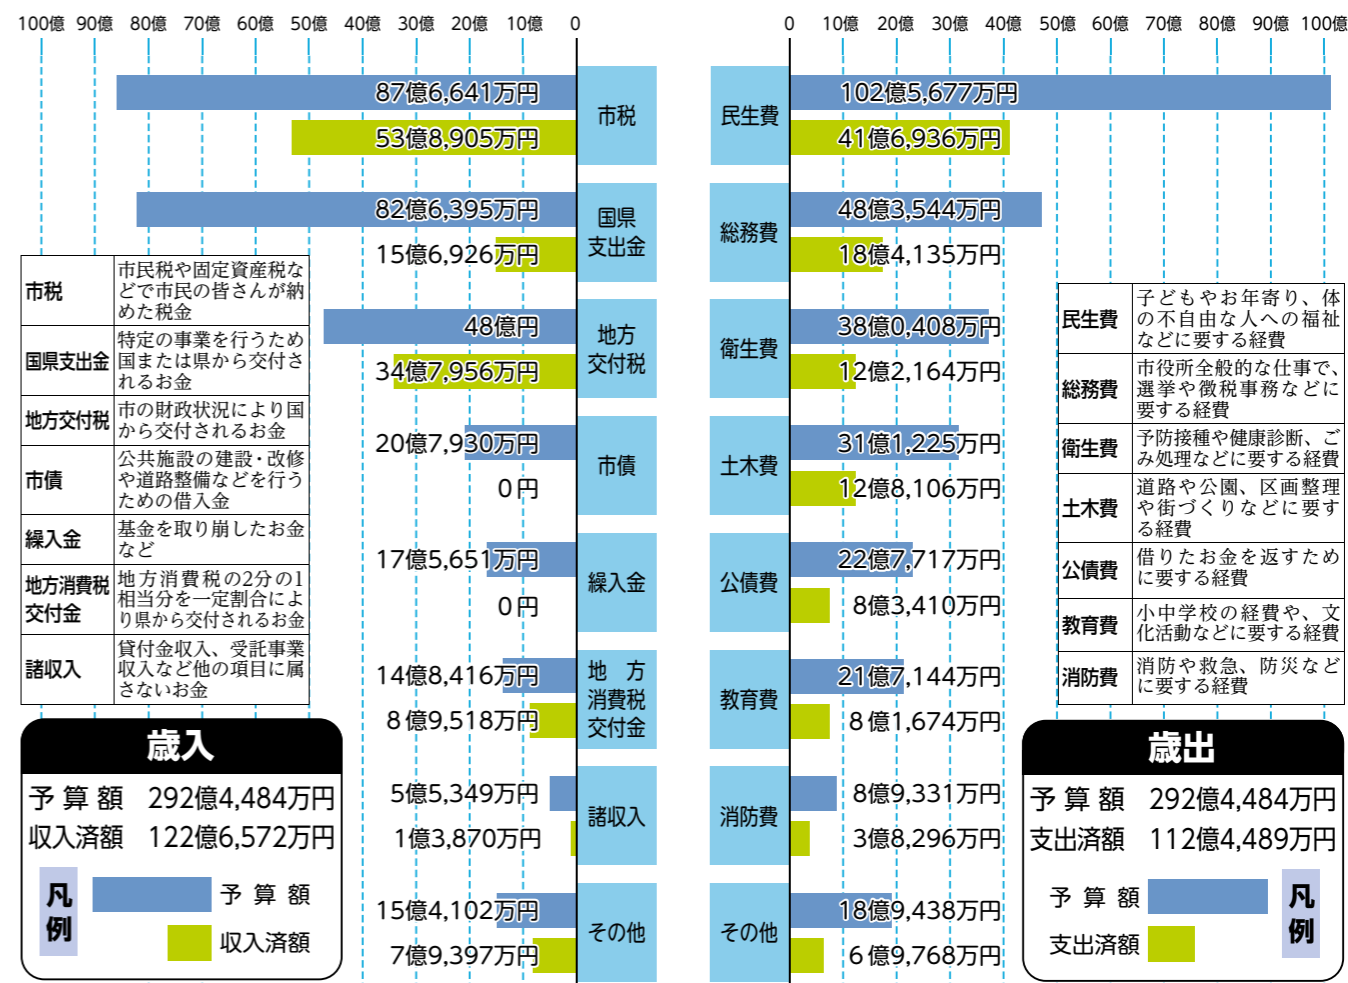 100億 90億 80億 70億 60億 50億 40億 30億 20億 10億 0
87億6,641万円
53億8,905万円
市税
82億6,395万円
15億6,926万円
国県
支出金
48億円
34億7,956万円
地方
交付税
20億7,930万円
0円
市債
17億5,651万円
0円
繰入金
14億8,416万円
8億9,518万円
地 方
消費税
交付金
5億5,349万円
1億3,870万円
諸収入
15億4,102万円
7億9,397万円
その他
市税
市民税や固定資産税な
どで市民の皆さんが納
めた税金
国県支出金
特定の事業を行うため
国または県から交付さ
れるお金
地方交付税
市の財政状況により国
から交付されるお金
市債
公共施設の建設・改修
や道路整備などを行う
ための借入金
繰入金
基金を取り崩したお金
など
地方消費税
交付金
地方消費税の2分の1
相当分を一定割合によ
り県から交付されるお金
諸収入
貸付金収入、受託事業
収入など他の項目に属
さないお金
歳入
予算額 292億4,484万円
収入済額 122億6,572万円
凡例
予算額
収入済額
0 10億 20億 30億 40億 50億 60億 70億 80億 90億 100億
民生費
102億5,677万円
41億6,936万円
総務費
48億3,544万円
18億4,135万円
衛生費
38億0,408万円
12億2,164万円
土木費
31億1,225万円
12億8,106万円
公債費
22億7,717万円
8億3,410万円
教育費
21億7,144万円
8億1,674万円
消防費
8億9,331万円
3億8,296万円
その他
18億9,438万円
6億9,768万円
民生費
子どもやお年寄り、体
の不自由な人への福祉
などに要する経費
総務費
市役所全般的な仕事で、
選挙や徴税事務などに
要する経費
衛生費
予防接種や健康診断、ご
み処理などに要する経費
土木費
道路や公園、区画整理
や街づくりなどに要す
る経費
公債費
借りたお金を返すため
に要する経費
教育費
小中学校の経費や、文
化活動などに要する経費
消防費
消防や救急、防災など
に要する経費
歳出
予算額 292億4,484万円
支出済額 112億4,489万円
予算額
支出済額
凡例